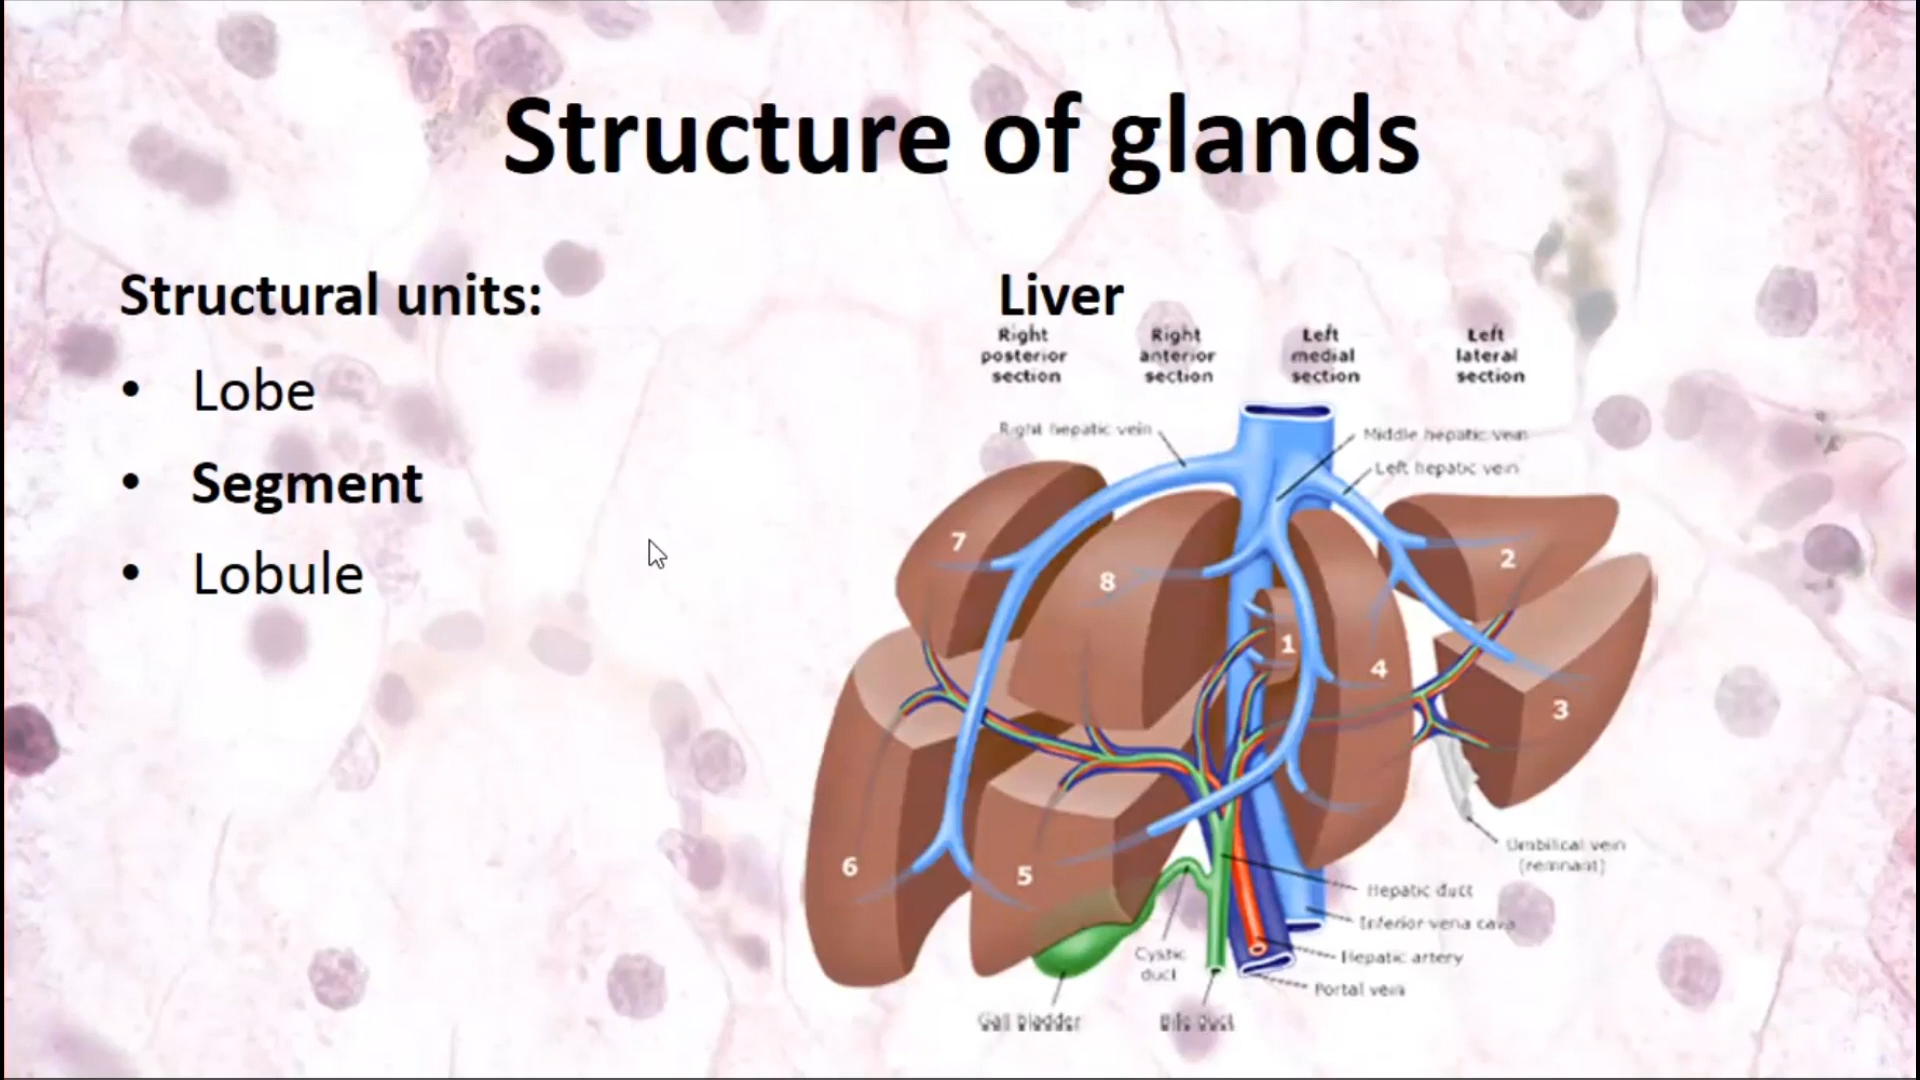 Structure of glands
Structural units:
• Lobe
• Segment
• Lobule
Liver
Right posterior section
Right anterior section
Left medial section
Left lateral section
Right hepatic vein
Middle hepatic vein
Left hepatic vein
7
8
2
1
4
3
6
5
Umbilical vein
(remnant)
Hepatic duct
Inferior vena cava
Hepatic artery
Portal vein
Cystic
duct
Gall bladder
Bile duct